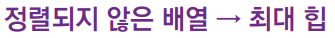 정렬되지 않은 배열 → 최대 힙